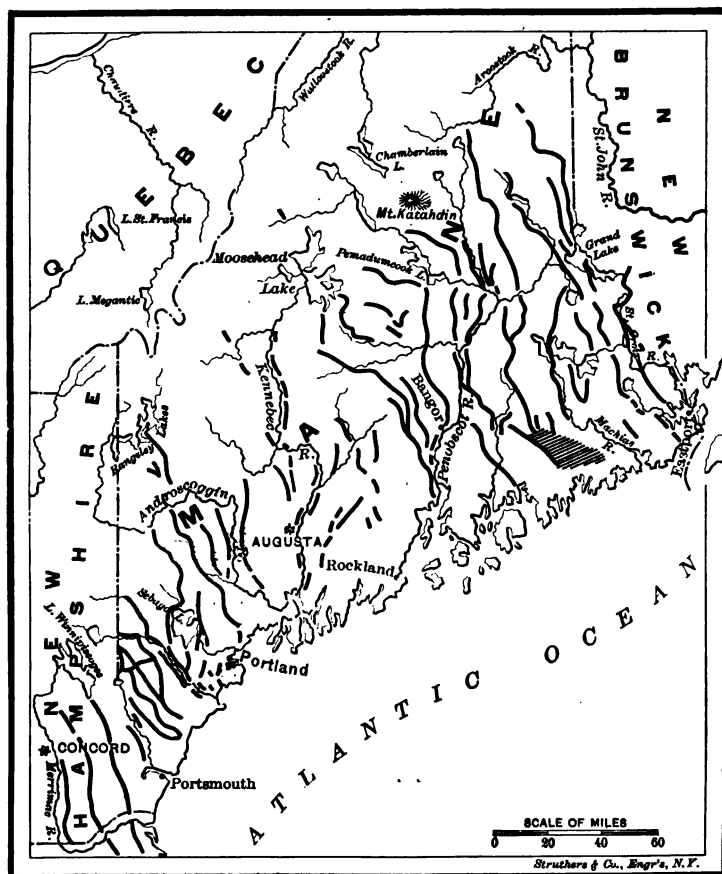 QUEBEC
Chaudiere R.
Walloostook R.
Aroostook R.
NEW BRUNSWICK
St. John R.
Chamberlain L.
Mt. Katahdin
MAINE
L. St. Francis
Moosehead Lake
Pemadumcook L.
Grand Lake
L. Megantic
St. Croix R.
Kennebec R.
Bangor
Penobscot R.
Machias R.
Eastport
Rangeley Lakes
Androscoggin
AUGUSTA
Rockland
NEW HAMPSHIRE
Sebago L.
L. Winnipiseogee
Portland
CONCORD
Merrimac R.
Portsmouth
ATLANTIC OCEAN
SCALE OF MILES
0 20 40 60
Struthers & Co., Engr's, N.Y.